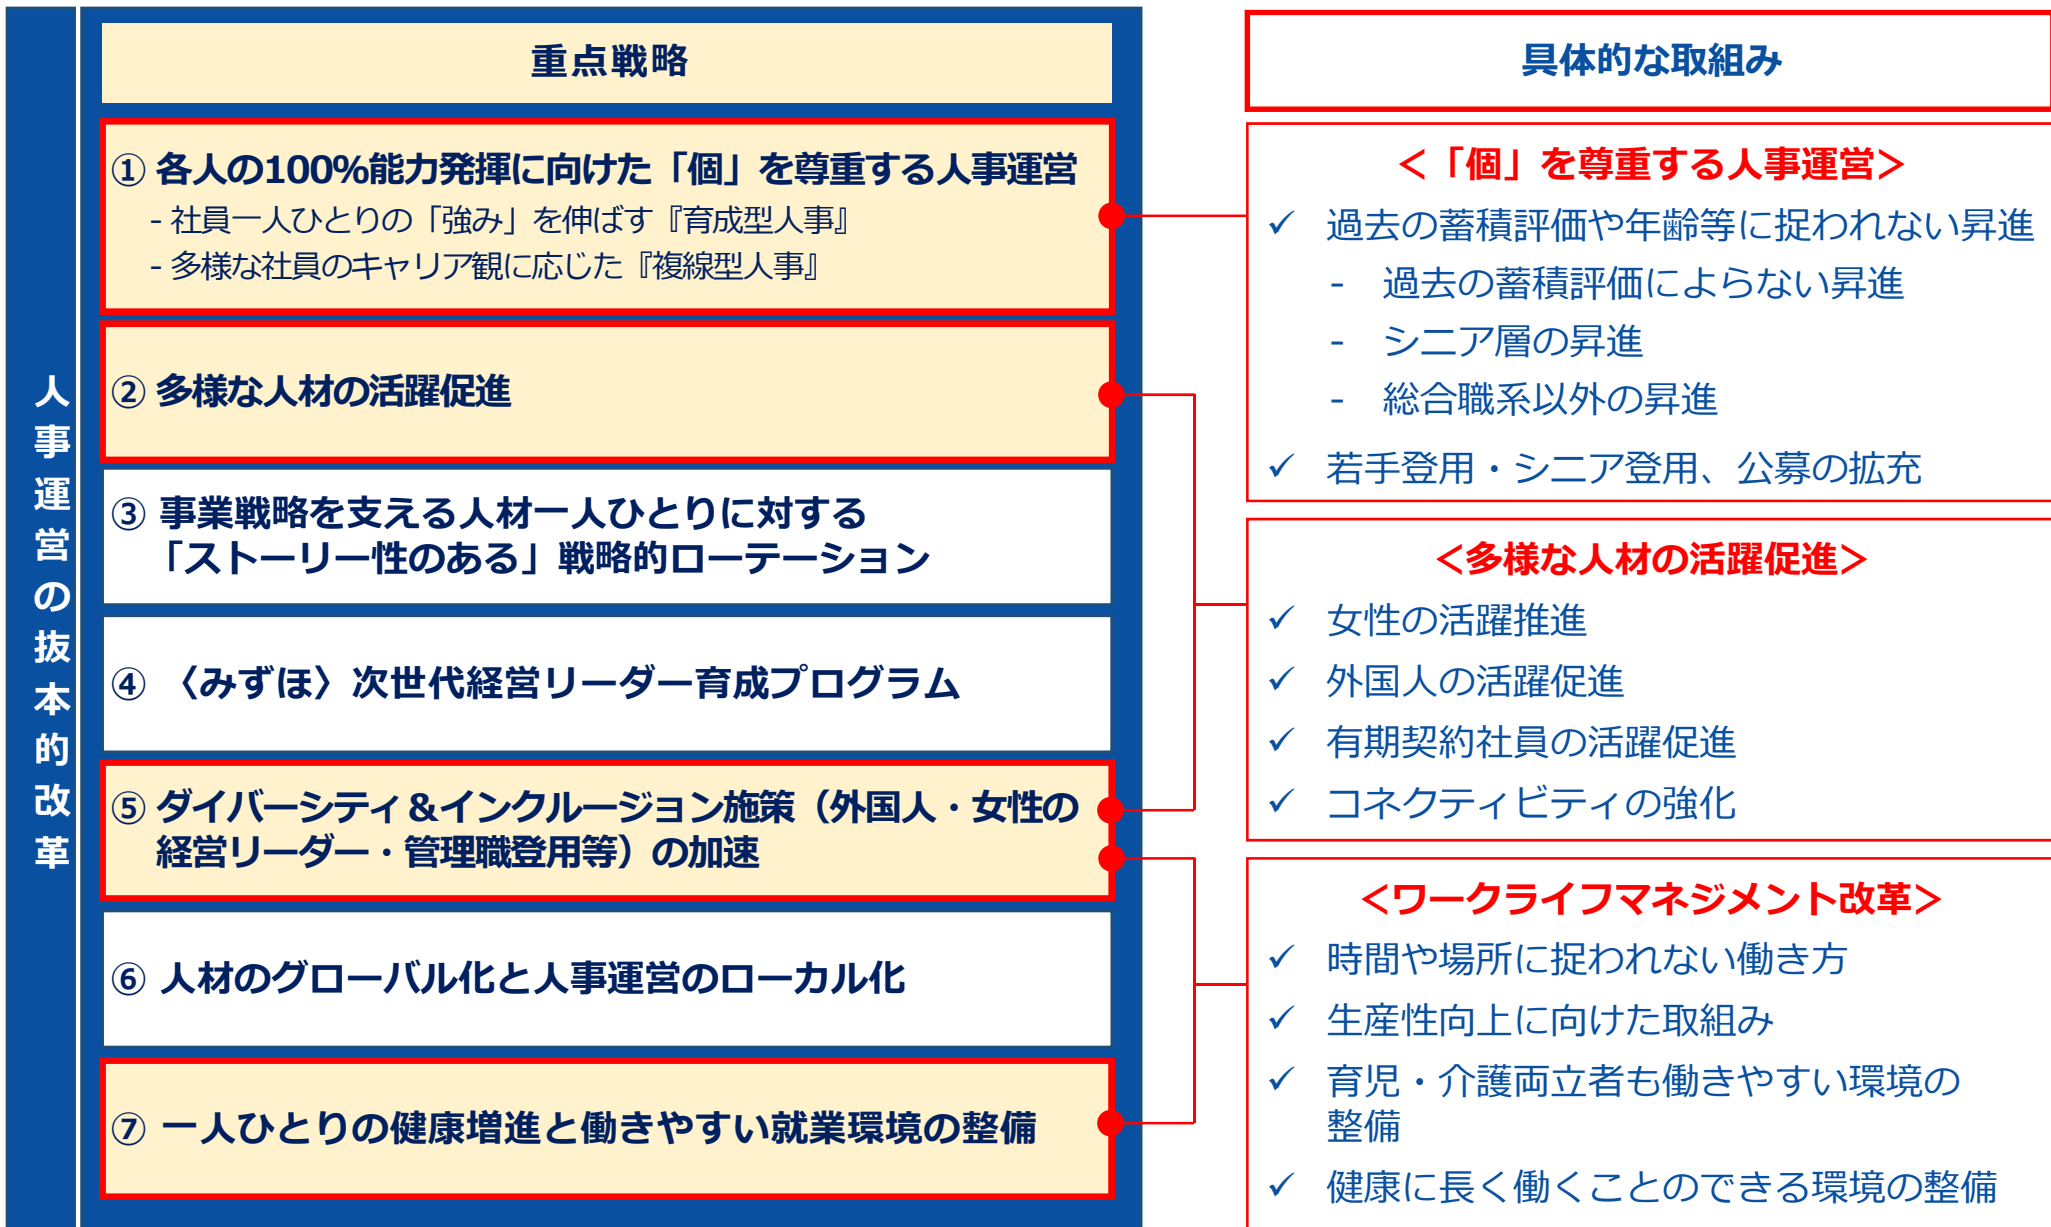 人事運営の抜本的改革
重点戦略
① 各人の100%能力発揮に向けた「個」を尊重する人事運営
- 社員一人ひとりの「強み」を伸ばす『育成型人事』
- 多様な社員のキャリア観に応じた『複線型人事』
② 多様な人材の活躍促進
③ 事業戦略を支える人材一人ひとりに対する
「ストーリー性のある」戦略的ローテーション
④ 〈みずほ〉次世代経営リーダー育成プログラム
⑤ ダイバーシティ&インクルージョン施策（外国人・女性の
経営リーダー・管理職登用等）の加速
⑥ 人材のグローバル化と人事運営のローカル化
⑦ 一人ひとりの健康増進と働きやすい就業環境の整備
具体的な取組み
＜「個」を尊重する人事運営＞
✓ 過去の蓄積評価や年齢等に捉われない昇進
- 過去の蓄積評価によらない昇進
- シニア層の昇進
- 総合職系以外の昇進
✓ 若手登用・シニア登用、公募の拡充
＜多様な人材の活躍促進＞
✓ 女性の活躍推進
✓ 外国人の活躍促進
✓ 有期契約社員の活躍促進
✓ コネクティビティの強化
＜ワークライフマネジメント改革＞
✓ 時間や場所に捉われない働き方
✓ 生産性向上に向けた取組み
✓ 育児・介護両立者も働きやすい環境の
整備
✓ 健康に長く働くことのできる環境の整備